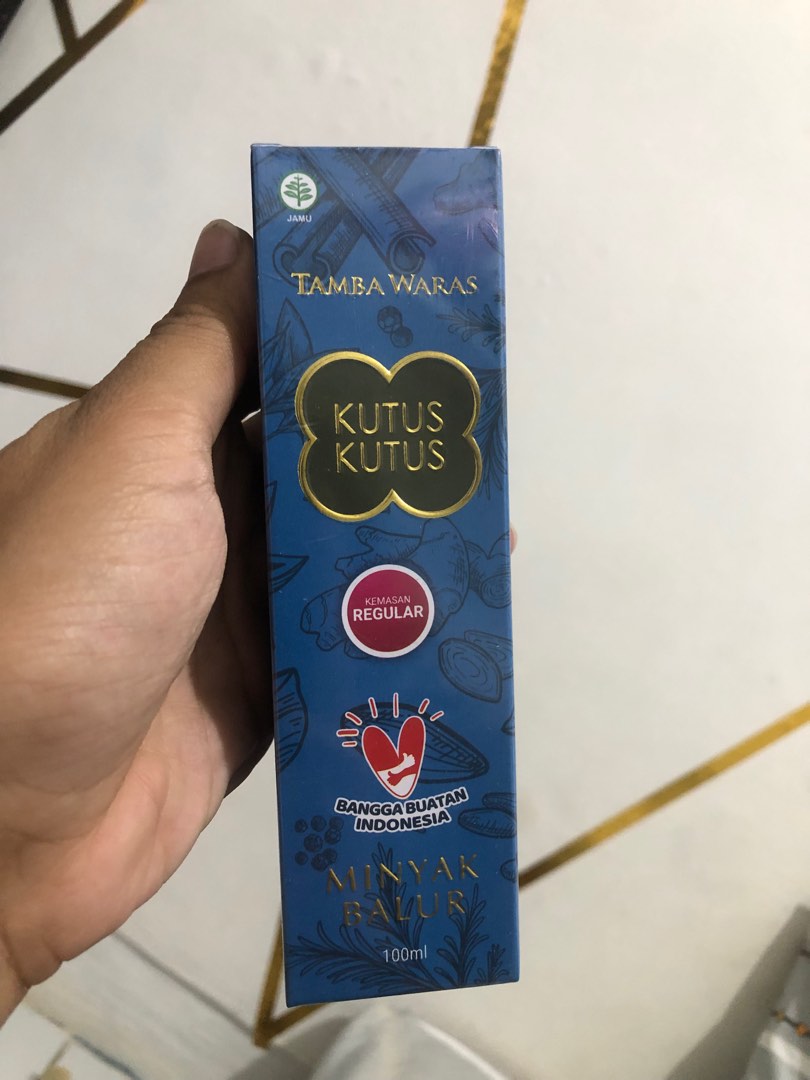 JAMU
TAMBA WARAS
KUTUS
KUTUS
KEMASAN
REGULAR
BANGGA BUATAN
INDONESIA
MINYAK
BALUR
100ml